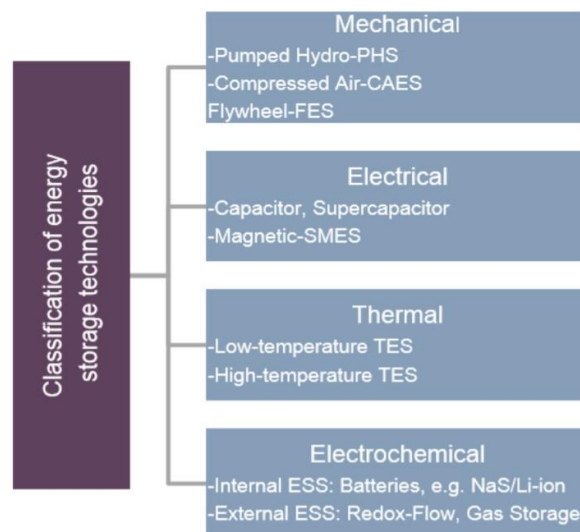 Classification of energy
storage technologies
Mechanical
-Pumped Hydro-PHS
-Compressed Air-CAES
Flywheel-FES
Electrical
-Capacitor, Supercapacitor
-Magnetic-SMES
Thermal
-Low-temperature TES
-High-temperature TES
Electrochemical
-Internal ESS: Batteries, e.g. NaS/Li-ion
-External ESS: Redox-Flow, Gas Storage